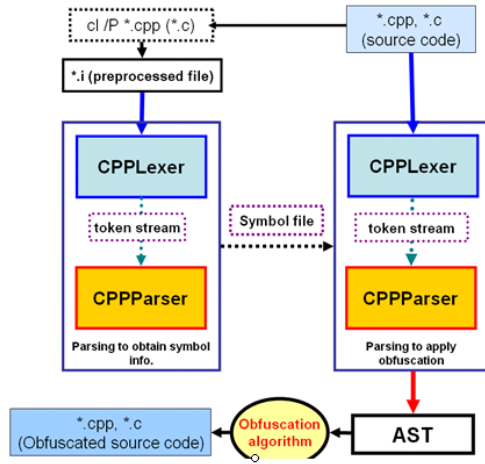 cl /P *.cpp (*.c)
*.cpp, *.c
(source code)
*.i (preprocessed file)
CPPLexer
token stream
CPPParser
Parsing to obtain symbol
info.
Symbol file
CPPLexer
token stream
CPPParser
Parsing to apply
obfuscation
*.cpp, *.c
(Obfuscated source code)
Obfuscation
algorithm
AST